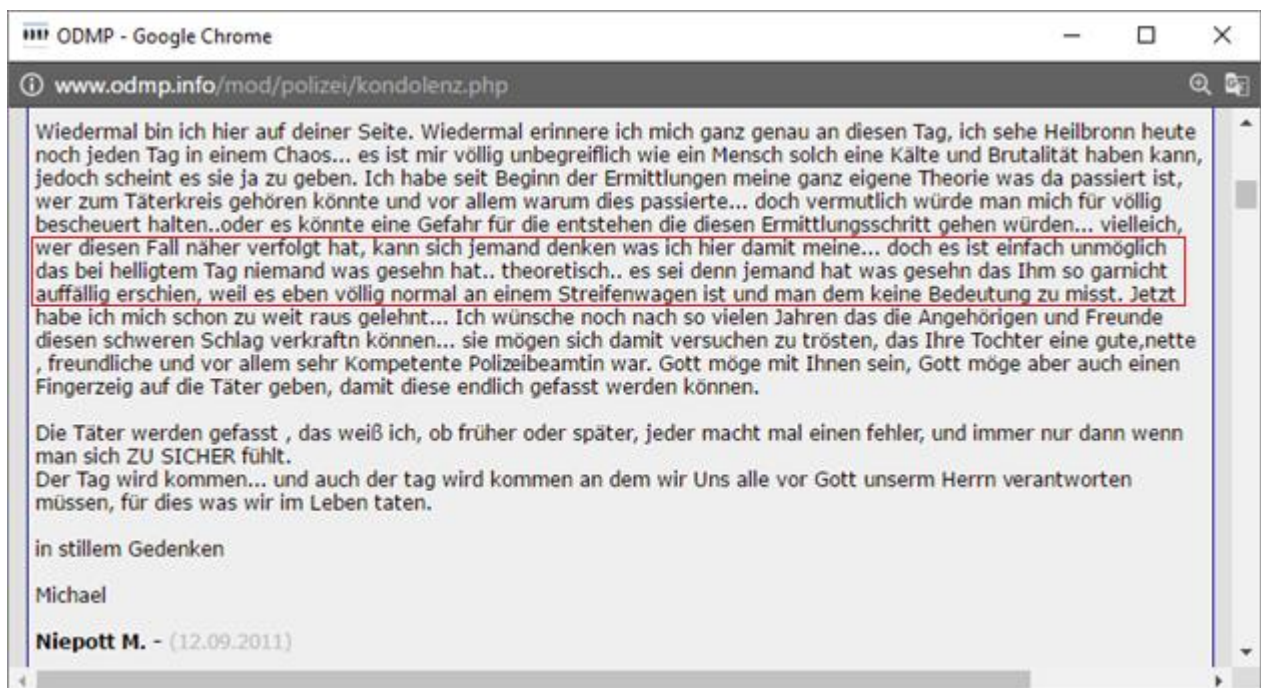 ODMP - Google Chrome
www.odmp.info/mod/polizei/kondolenz.php
Wiedermal bin ich hier auf deiner Seite. Wiedermal erinnere ich mich ganz genau an diesen Tag, ich sehe Heilbronn heute
noch jeden Tag in einem Chaos... es ist mir völlig unbegreiflich wie ein Mensch solch eine Kälte und Brutalität haben kann,
jedoch scheint es sie ja zu geben. Ich habe seit Beginn der Ermittlungen meine ganz eigene Theorie was da passiert ist,
wer zum Täterkreis gehören könnte und vor allem warum dies passierte... doch vermutlich würde man mich für völlig
bescheuert halten..oder es könnte eine Gefahr für die entstehen die diesen Ermittlungsschritt gehen würden... vielleich,
wer diesen Fall näher verfolgt hat, kann sich jemand denken was ich hier damit meine... doch es ist einfach unmöglich
das bei helligtem Tag niemand was gesehn hat.. theoretisch.. es sei denn jemand hat was gesehn das Ihm so garnicht
auffällig erschien, weil es eben völlig normal an einem Streifenwagen ist und man dem keine Bedeutung zu misst. Jetzt
habe ich mich schon zu weit raus gelehnt... Ich wünsche noch nach so vielen Jahren das die Angehörigen und Freunde
diesen schweren Schlag verkraftn können... sie mögen sich damit versuchen zu trösten, das Ihre Tochter eine gute,nette
, freundliche und vor allem sehr Kompetente Polizeibeamtin war. Gott möge mit Ihnen sein, Gott möge aber auch einen
Fingerzeig auf die Täter geben, damit diese endlich gefasst werden können.
Die Täter werden gefasst , das weiß ich, ob früher oder später, jeder macht mal einen fehler, und immer nur dann wenn
man sich ZU SICHER fühlt.
Der Tag wird kommen... und auch der tag wird kommen an dem wir Uns alle vor Gott unserm Herrn verantworten
müssen, für dies was wir im Leben taten.
in stillem Gedenken
Michael
Niepott M. - (12.09.2011)